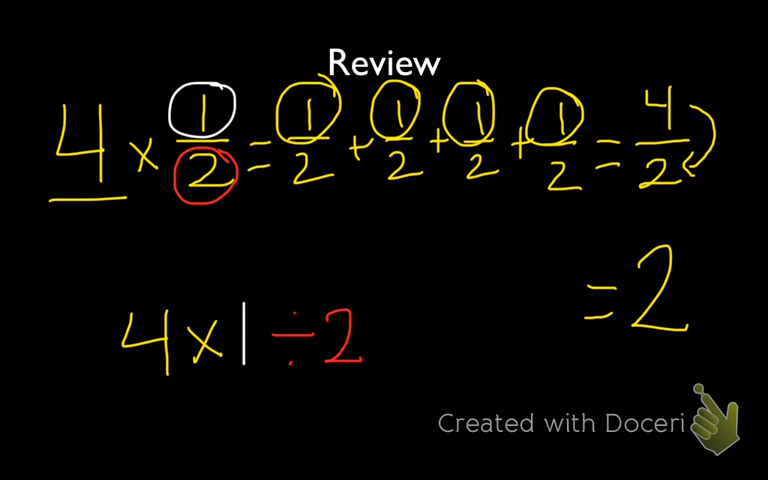 Review
4 × 1/2 = 1/2 + 1/2 + 1/2 + 1/2 = 4/2
= 2
4 × 1 ÷ 2
Created with Doceri